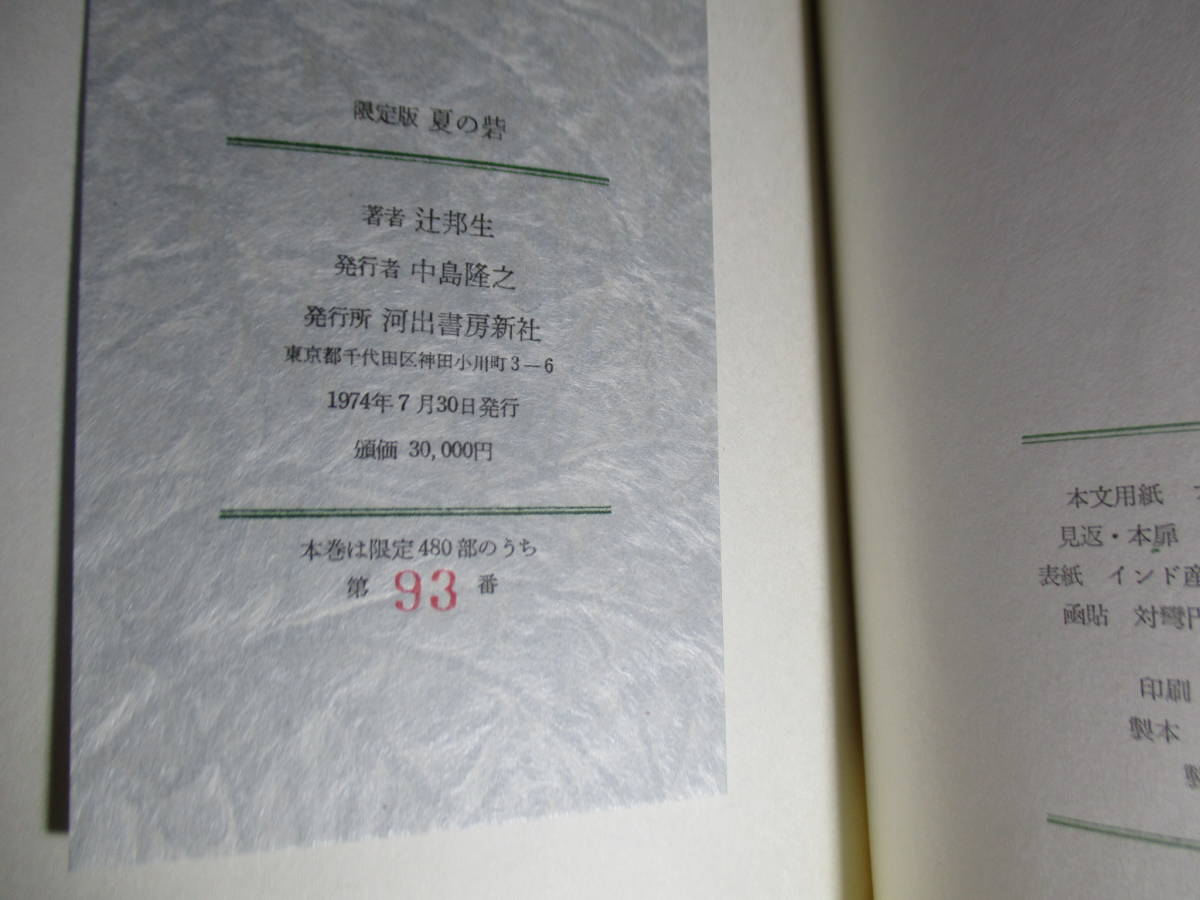 限定版 夏の砦
著者 辻邦生
発行者 中島隆之
発行所 河出書房新社
東京都千代田区神田小川町3―6
1974年7月30日発行
頒価 30,000円
本巻は限定480部のうち
第 93 番
本文用紙
見返・本扉
表紙 インド産
函貼 対彎
印刷
製本